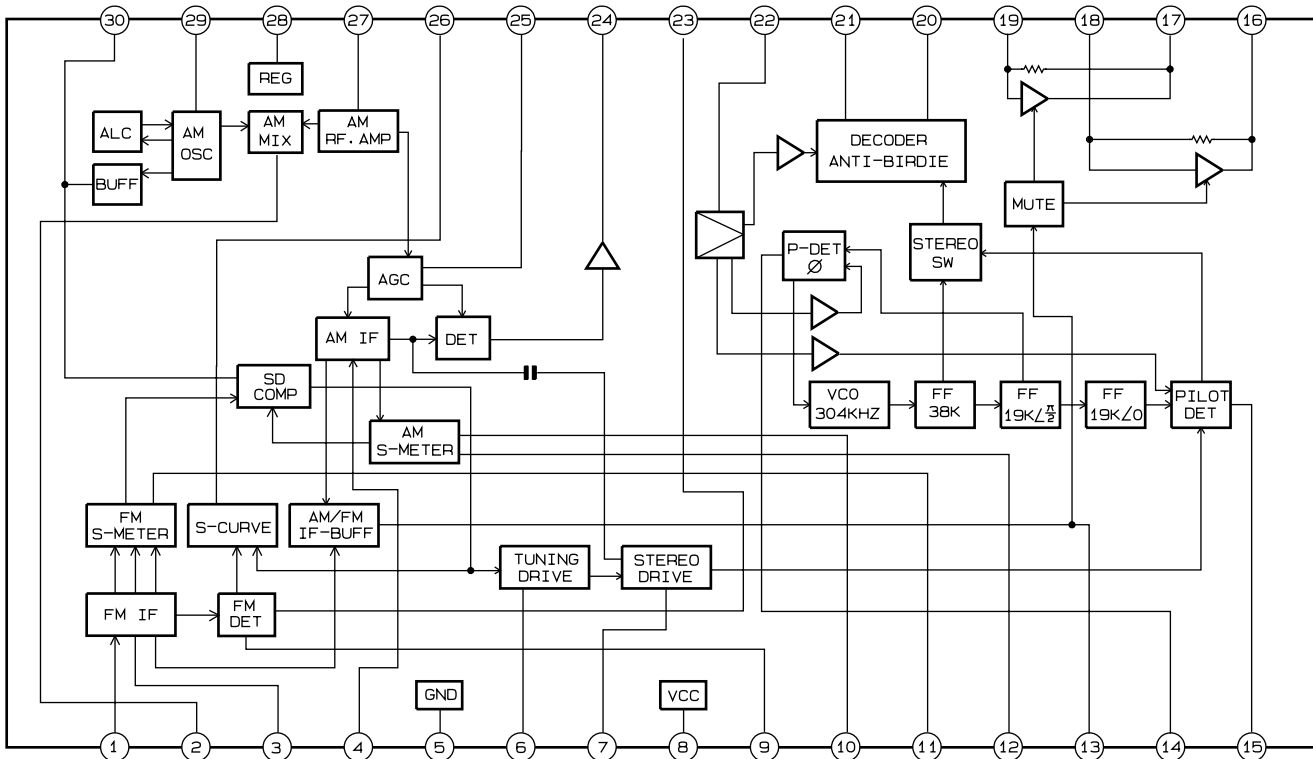 30 29 28 27 26 25 24 23 22 21 20 19 18 17 16
REG
ALC
AM
OSC
AM
MIX
AM
RF. AMP
BUFF
DECODER
ANTI-BIRDIE
MUTE
P-DET
Ø
STEREO
SW
AGC
AM IF
DET
SD
COMP
VCO
304KHZ
FF
38K
FF
19K∠π/2
FF
19K∠0
PILOT
DET
AM
S-METER
FM
S-METER
S-CURVE
AM/FM
IF-BUFF
TUNING
DRIVE
STEREO
DRIVE
FM IF
FM
DET
GND
VCC
1 2 3 4 5 6 7 8 9 10 11 12 13 14 15